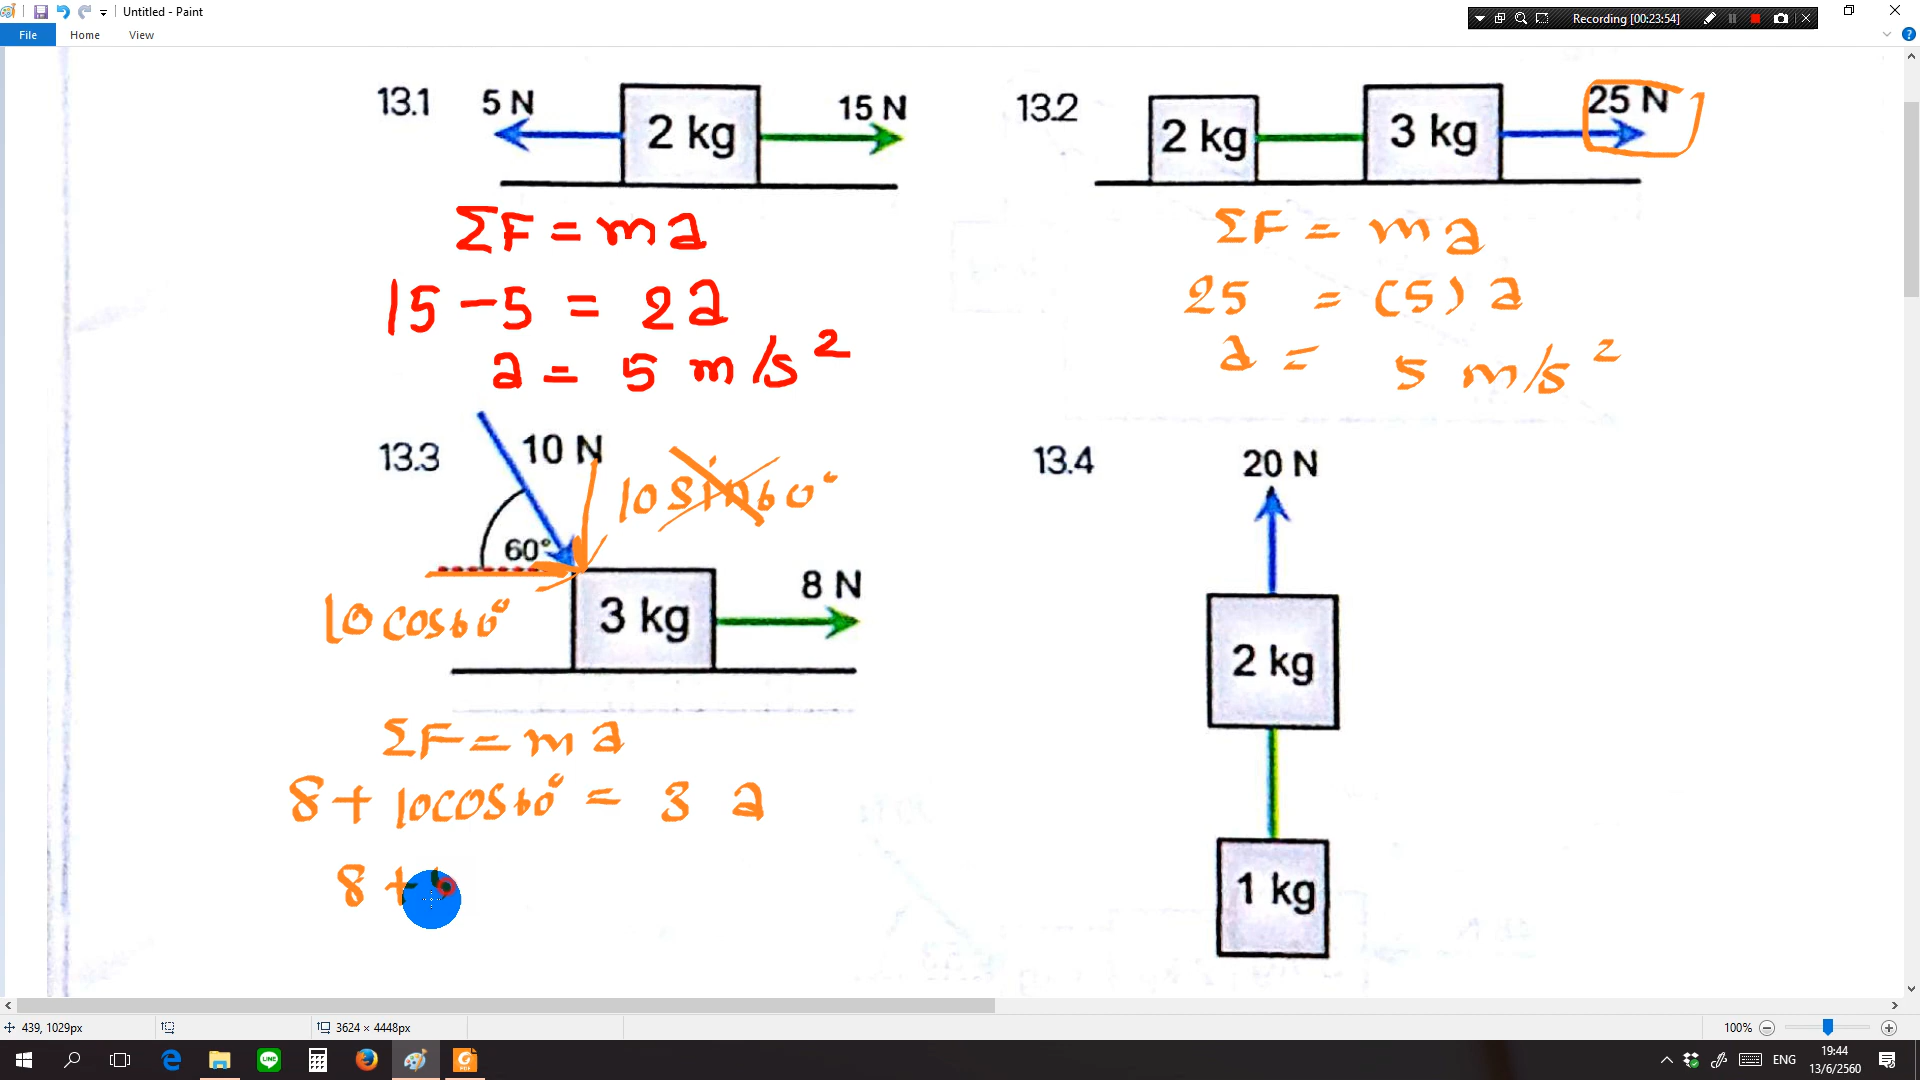 Untitled - Paint
Recording [00:23:54]
File Home View
13.1 5 N 2 kg 15 N
ΣF = ma
15 - 5 = 2a
a = 5 m/s²
13.2 2 kg 3 kg 25 N
ΣF = ma
25 = (5) a
a = 5 m/s²
13.3 10 N
10 sin60°
60°
10 cos60°
3 kg 8 N
ΣF = ma
8 + 10cos60° = 3 a
8 +
13.4 20 N
2 kg
1 kg
439, 1029px 3624 × 4448px 100%
ENG 19:44
13/6/2560